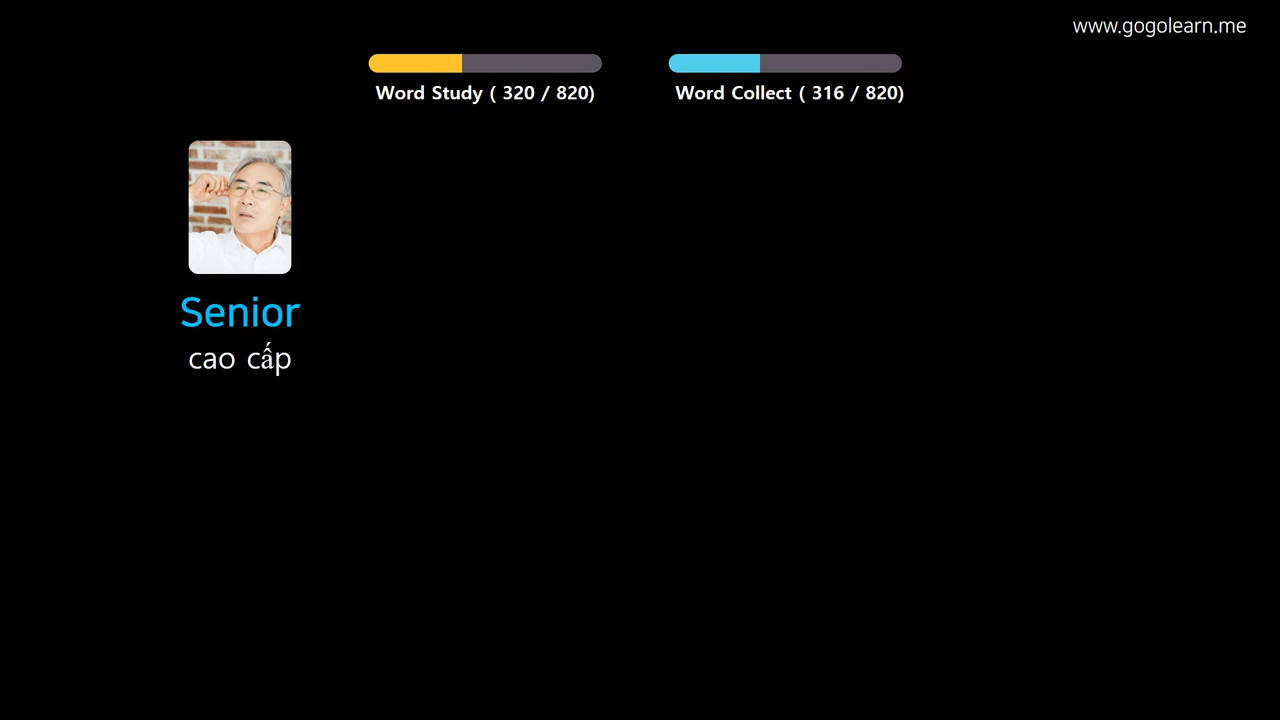 www.gogolearn.me
Word Study ( 320 / 820)
Word Collect ( 316 / 820)
Senior
cao cấp